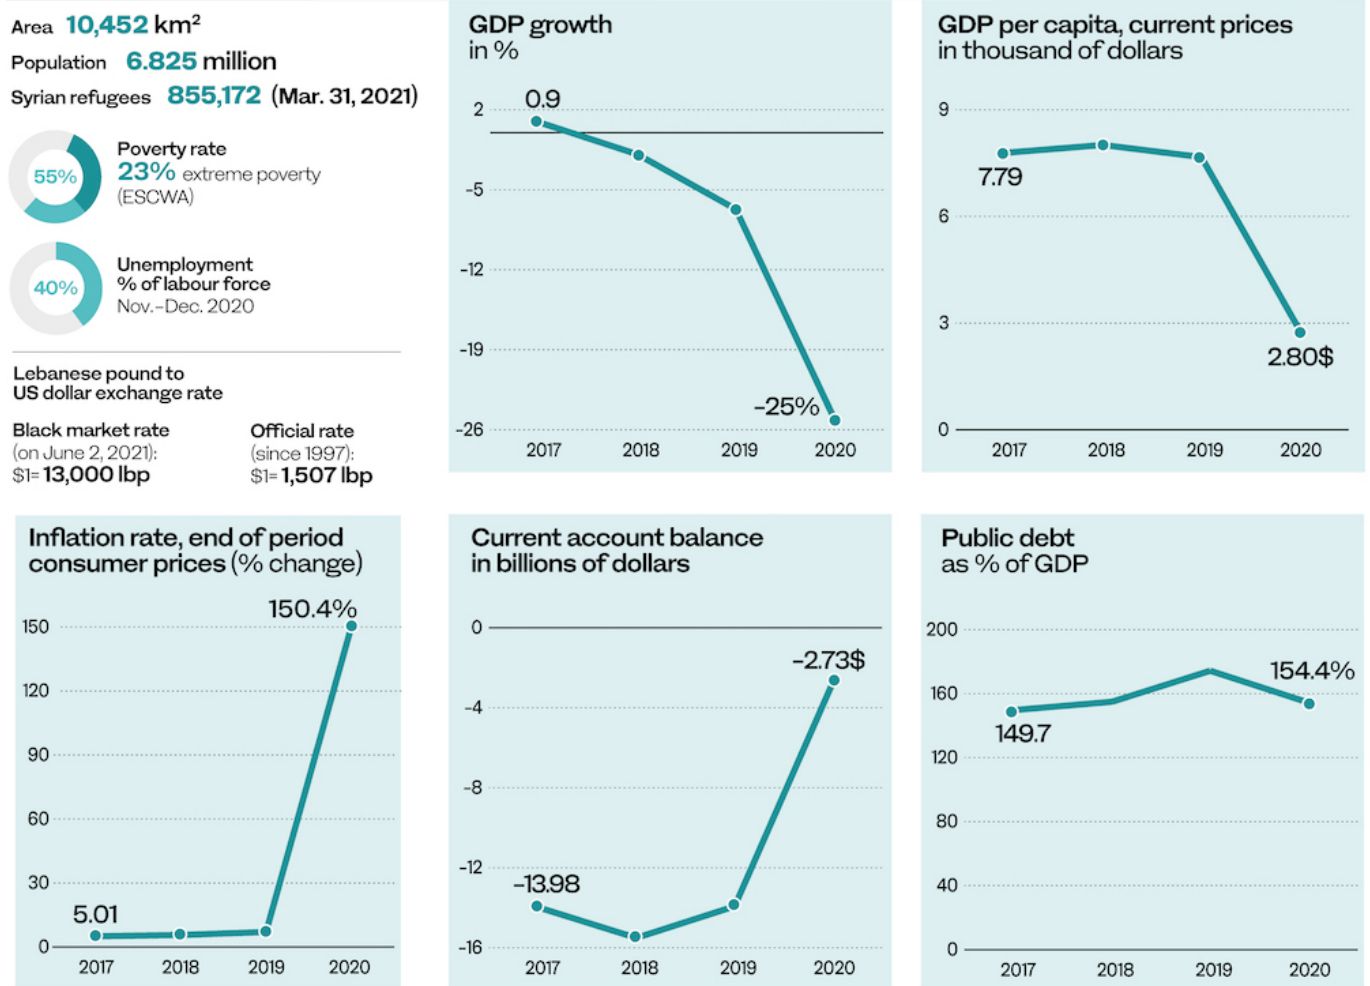 Area 10,452 km²
Population 6.825 million
Syrian refugees 855,172 (Mar. 31, 2021)
55%
Poverty rate
23% extreme poverty
(ESCWA)
40%
Unemployment
% of labour force
Nov.–Dec. 2020
Lebanese pound to
US dollar exchange rate
Black market rate
(on June 2, 2021):
$1= 13,000 lbp
Official rate
(since 1997):
$1= 1,507 lbp
GDP growth
in %
0.9
2
–5
–12
–19
–25%
–26
2017 2018 2019 2020
GDP per capita, current prices
in thousand of dollars
9
7.79
6
3
2.80$
0
2017 2018 2019 2020
Inflation rate, end of period
consumer prices (% change)
150.4%
150
120
90
60
30
5.01
0
2017 2018 2019 2020
Current account balance
in billions of dollars
0
–2.73$
–4
–8
–12
–13.98
–16
2017 2018 2019 2020
Public debt
as % of GDP
200
154.4%
160
149.7
120
80
40
0
2017 2018 2019 2020